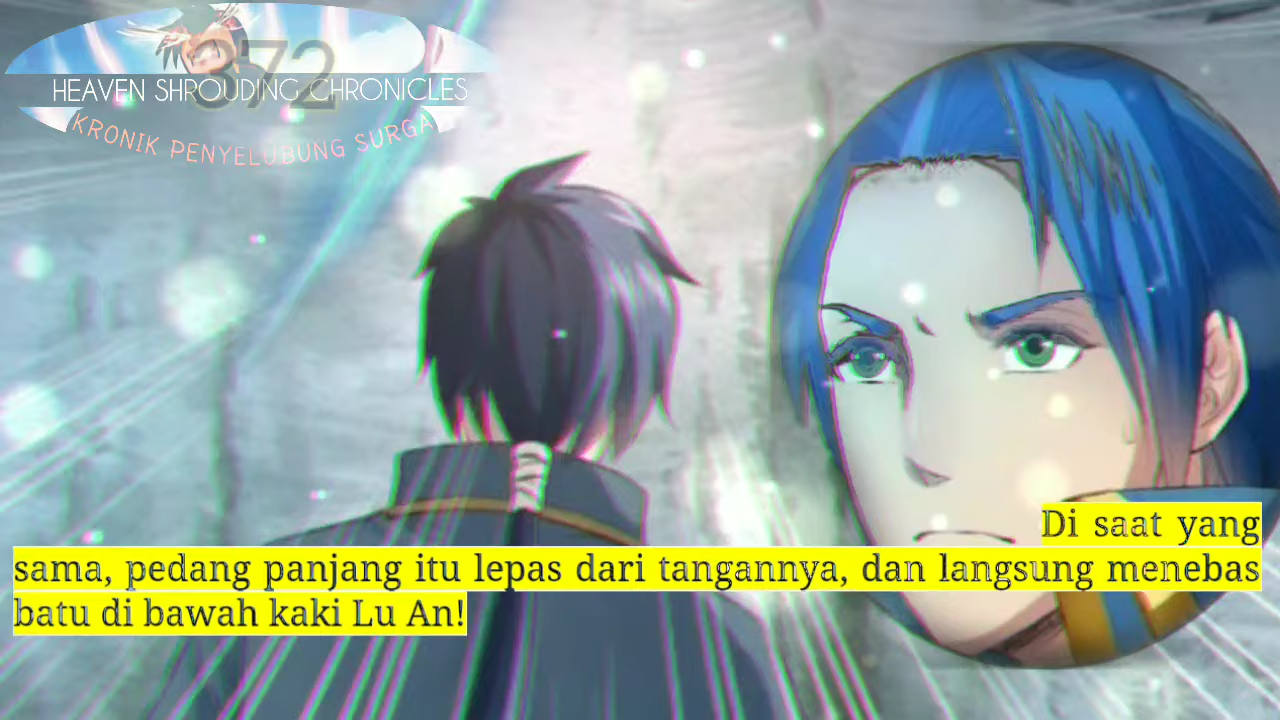 372
HEAVEN SHROUDING CHRONICLES
KRONIK PENYELUBUNG SURGA
Di saat yang
sama, pedang panjang itu lepas dari tangannya, dan langsung menebas
batu di bawah kaki Lu An!